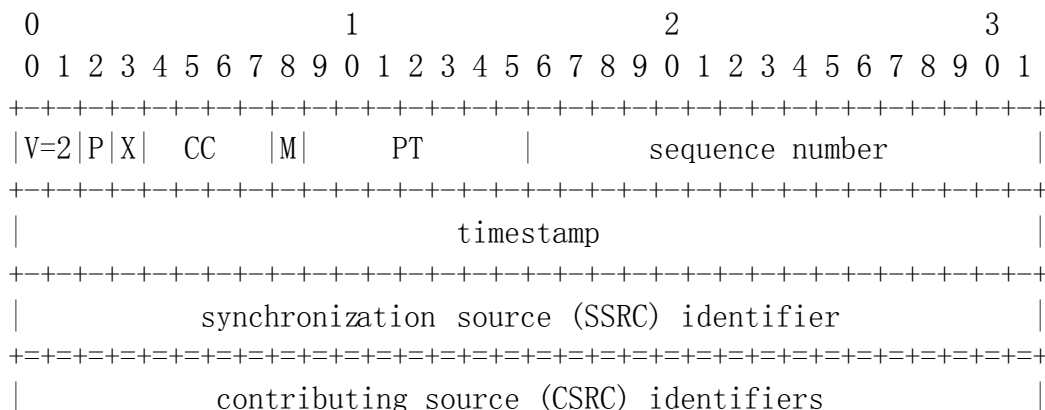 0                   1                   2                   3
0 1 2 3 4 5 6 7 8 9 0 1 2 3 4 5 6 7 8 9 0 1 2 3 4 5 6 7 8 9 0 1
+-+-+-+-+-+-+-+-+-+-+-+-+-+-+-+-+-+-+-+-+-+-+-+-+-+-+-+-+-+-+-+-+
|V=2|P|X|  CC   |M|     PT      |       sequence number         |
+-+-+-+-+-+-+-+-+-+-+-+-+-+-+-+-+-+-+-+-+-+-+-+-+-+-+-+-+-+-+-+-+
|                           timestamp                           |
+-+-+-+-+-+-+-+-+-+-+-+-+-+-+-+-+-+-+-+-+-+-+-+-+-+-+-+-+-+-+-+-+
|           synchronization source (SSRC) identifier            |
+=+=+=+=+=+=+=+=+=+=+=+=+=+=+=+=+=+=+=+=+=+=+=+=+=+=+=+=+=+=+=+=+
|            contributing source (CSRC) identifiers             |